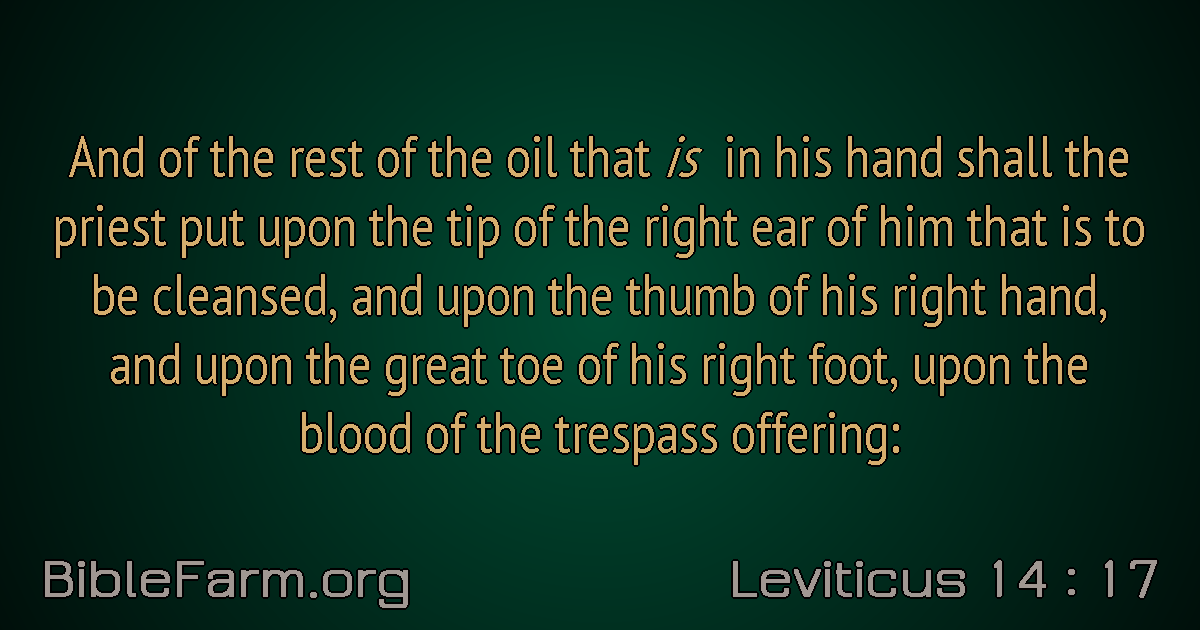 And of the rest of the oil that is in his hand shall the
priest put upon the tip of the right ear of him that is to
be cleansed, and upon the thumb of his right hand,
and upon the great toe of his right foot, upon the
blood of the trespass offering:
BibleFarm.org
Leviticus 14 : 17